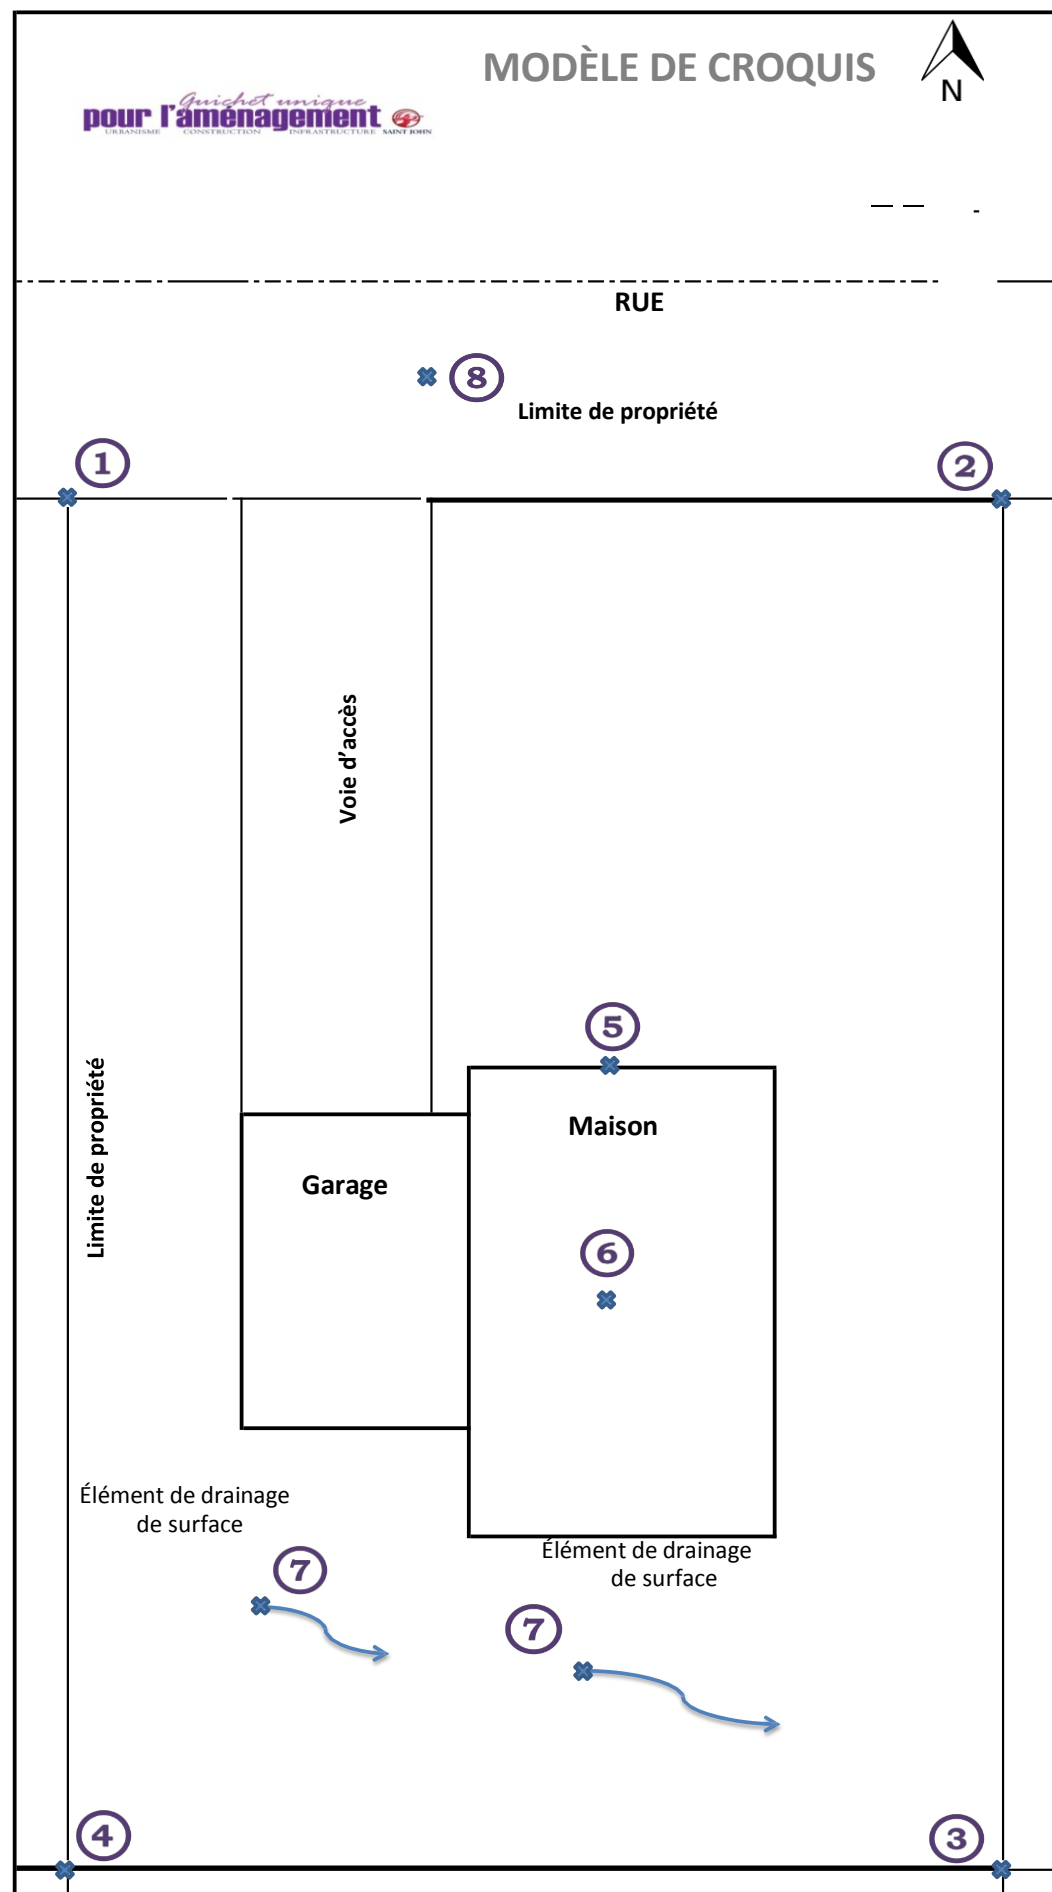 MODÈLE DE CROQUIS
N
Guichet unique
pour l'aménagement
URBANISME CONSTRUCTION INFRASTRUCTURE SAINT JOHN
RUE
8
Limite de propriété
1
2
Voie d'accès
5
Limite de propriété
Maison
Garage
6
Élément de drainage
de surface
Élément de drainage
de surface
7
7
4
3